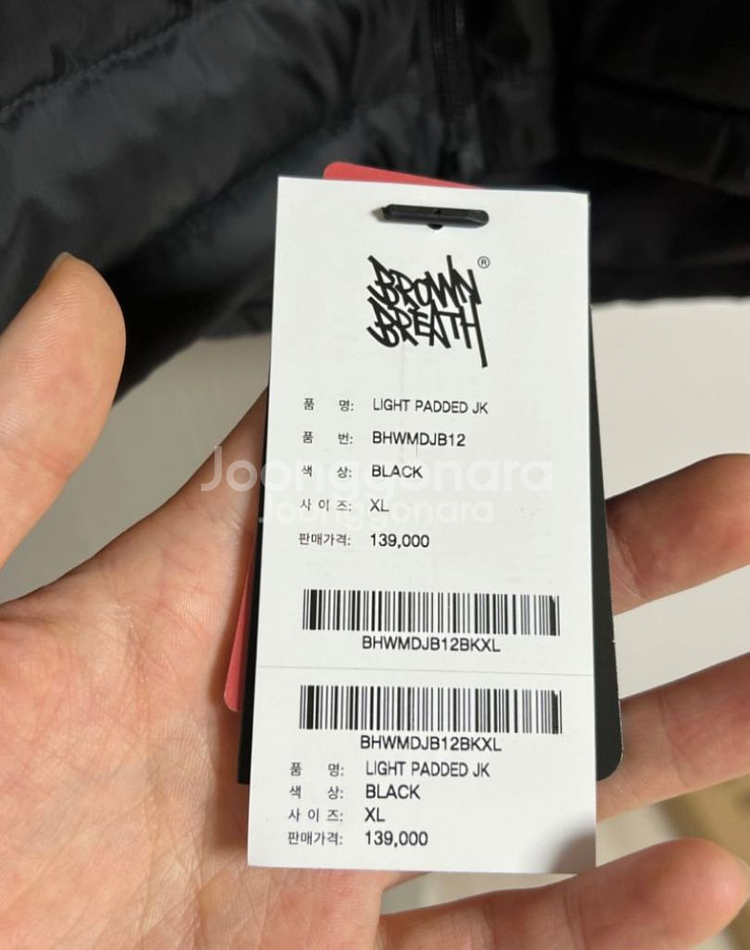 BROWN
BREATH
®
품 명: LIGHT PADDED JK
품 번: BHWMDJB12
색 상: BLACK
Joonggonara
사 이 즈: XL
Joonggonara
판매가격: 139,000
BHWMDJB12BKXL
BHWMDJB12BKXL
품 명: LIGHT PADDED JK
색 상: BLACK
사 이 즈: XL
판매가격: 139,000